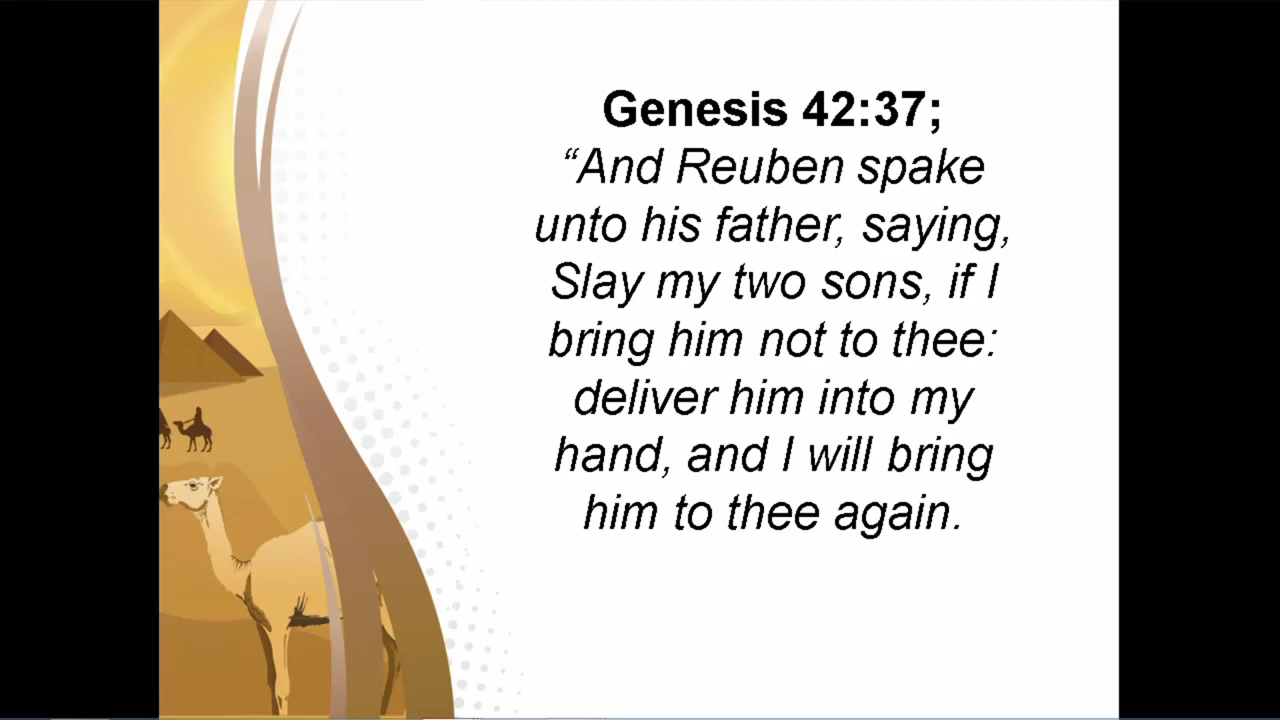 Genesis 42:37;
“And Reuben spake
unto his father, saying,
Slay my two sons, if I
bring him not to thee:
deliver him into my
hand, and I will bring
him to thee again.